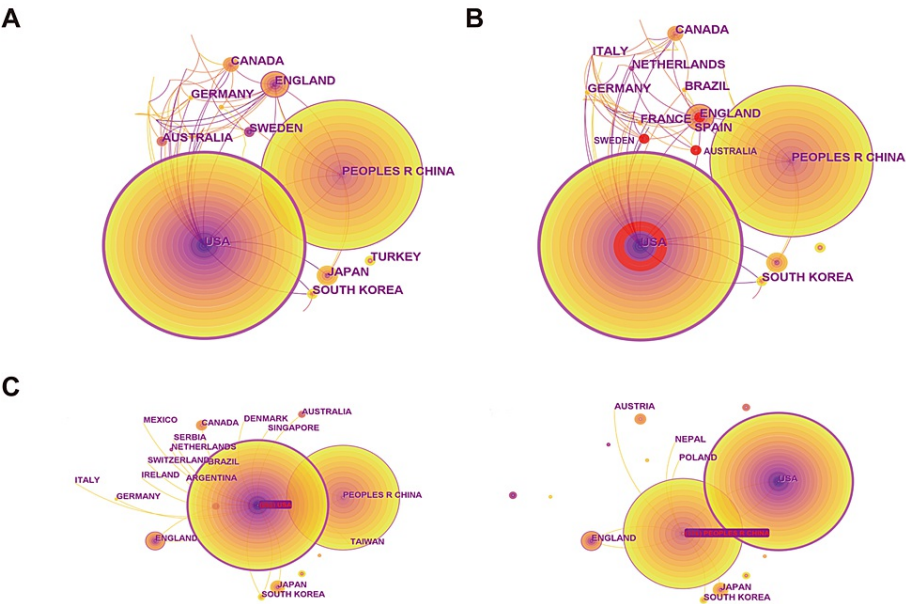 A
CANADA
ENGLAND
GERMANY
SWEDEN
AUSTRALIA
PEOPLES R CHINA
USA
TURKEY
JAPAN
SOUTH KOREA
B
CANADA
ITALY
NETHERLANDS
GERMANY
BRAZIL
FRANCE
ENGLAND
SPAIN
SWEDEN
AUSTRALIA
PEOPLES R CHINA
USA
SOUTH KOREA
C
MEXICO
CANADA
DENMARK
AUSTRALIA
SINGAPORE
SERBIA
NETHERLANDS
SWITZERLAND
BRAZIL
IRELAND
ARGENTINA
ITALY
GERMANY
PEOPLES R CHINA
ENGLAND
TAIWAN
JAPAN
SOUTH KOREA
AUSTRIA
NEPAL
POLAND
USA
PEOPLES R CHINA
ENGLAND
JAPAN
SOUTH KOREA